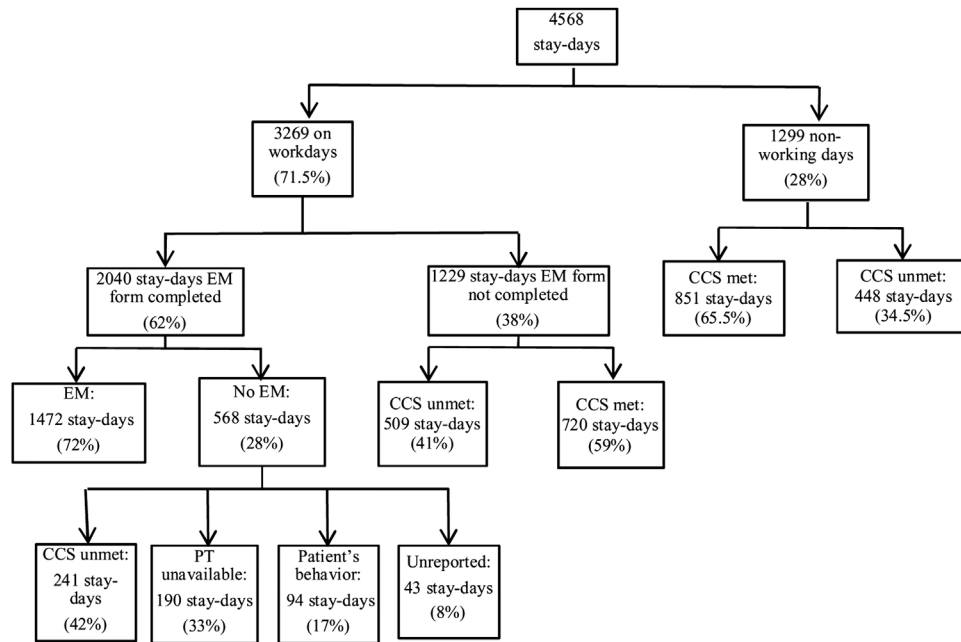 4568
stay-days
3269 on
workdays
(71.5%)
1299 non-
working days
(28%)
2040 stay-days EM
form completed
(62%)
1229 stay-days EM form
not completed
(38%)
CCS met:
851 stay-days
(65.5%)
CCS unmet:
448 stay-days
(34.5%)
EM:
1472 stay-days
(72%)
No EM:
568 stay-days
(28%)
CCS unmet:
509 stay-days
(41%)
CCS met:
720 stay-days
(59%)
CCS unmet:
241 stay-
days
(42%)
PT
unavailable:
190 stay-days
(33%)
Patient's
behavior:
94 stay-days
(17%)
Unreported:
43 stay-days
(8%)